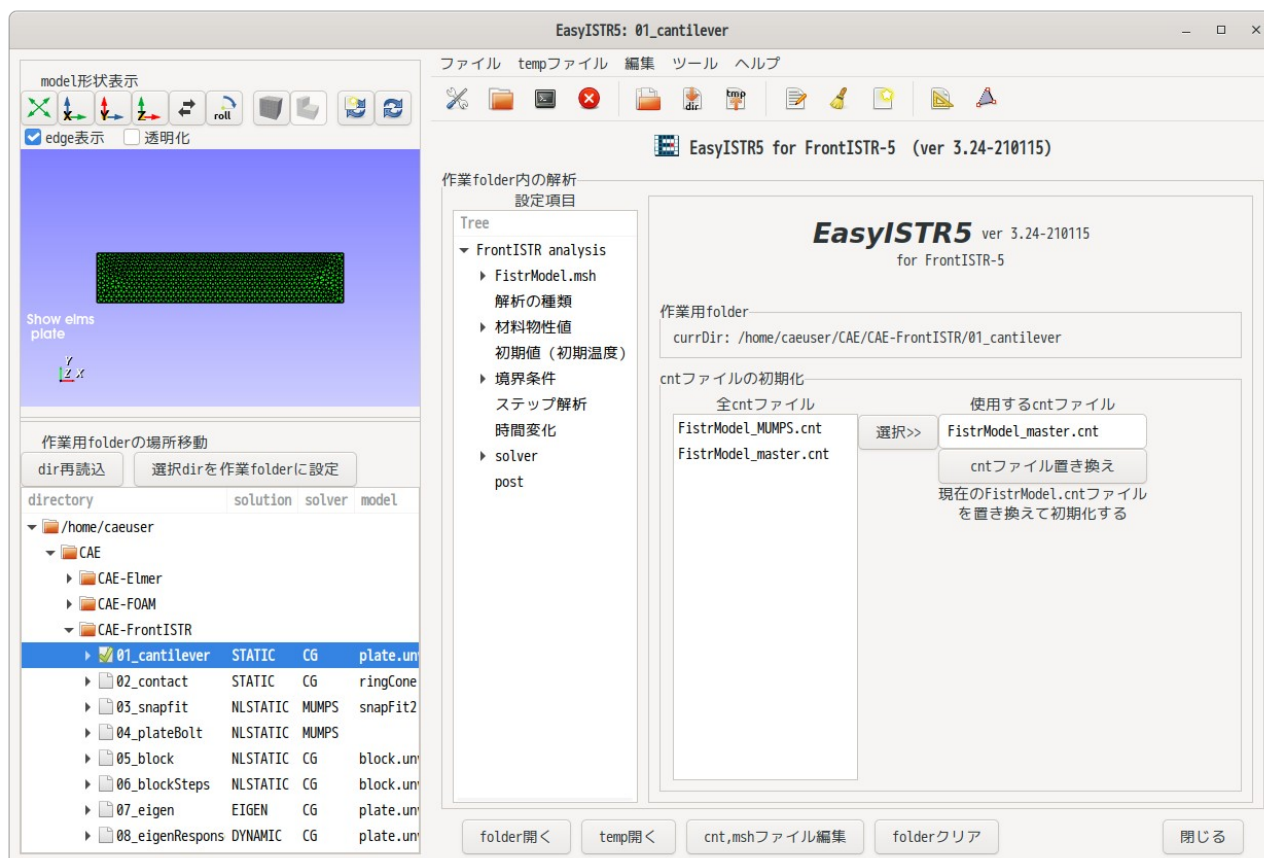 EasyISTR5: 01_cantilever
model形状表示
X
Y
Z
roll
edge表示 透明化
Show elms
plate
Y
Z X
作業用folderの場所移動
dir再読込 選択dirを作業folderに設定
directory solution solver model
/home/caeuser
CAE
CAE-Elmer
CAE-FOAM
CAE-FrontISTR
01_cantilever STATIC CG plate.unv
02_contact STATIC CG ringCone
03_snapfit NLSTATIC MUMPS snapFit2
04_plateBolt NLSTATIC MUMPS
05_block NLSTATIC CG block.unv
06_blockSteps NLSTATIC CG block.unv
07_eigen EIGEN CG plate.unv
08_eigenRespons DYNAMIC CG plate.unv
ファイル tempファイル 編集 ツール ヘルプ
dir
tmp
EasyISTR5 for FrontISTR-5 (ver 3.24-210115)
作業folder内の解析
設定項目
Tree
FrontISTR analysis
FistrModel.msh
解析の種類
材料物性値
初期値（初期温度）
境界条件
ステップ解析
時間変化
solver
post
EasyISTR5 ver 3.24-210115
for FrontISTR-5
作業用folder
currDir: /home/caeuser/CAE/CAE-FrontISTR/01_cantilever
cntファイルの初期化
全cntファイル
FistrModel_MUMPS.cnt
FistrModel_master.cnt
選択>>
使用するcntファイル
FistrModel_master.cnt
cntファイル置き換え
現在のFistrModel.cntファイル
を置き換えて初期化する
folder開く temp開く cnt,mshファイル編集 folderクリア 閉じる